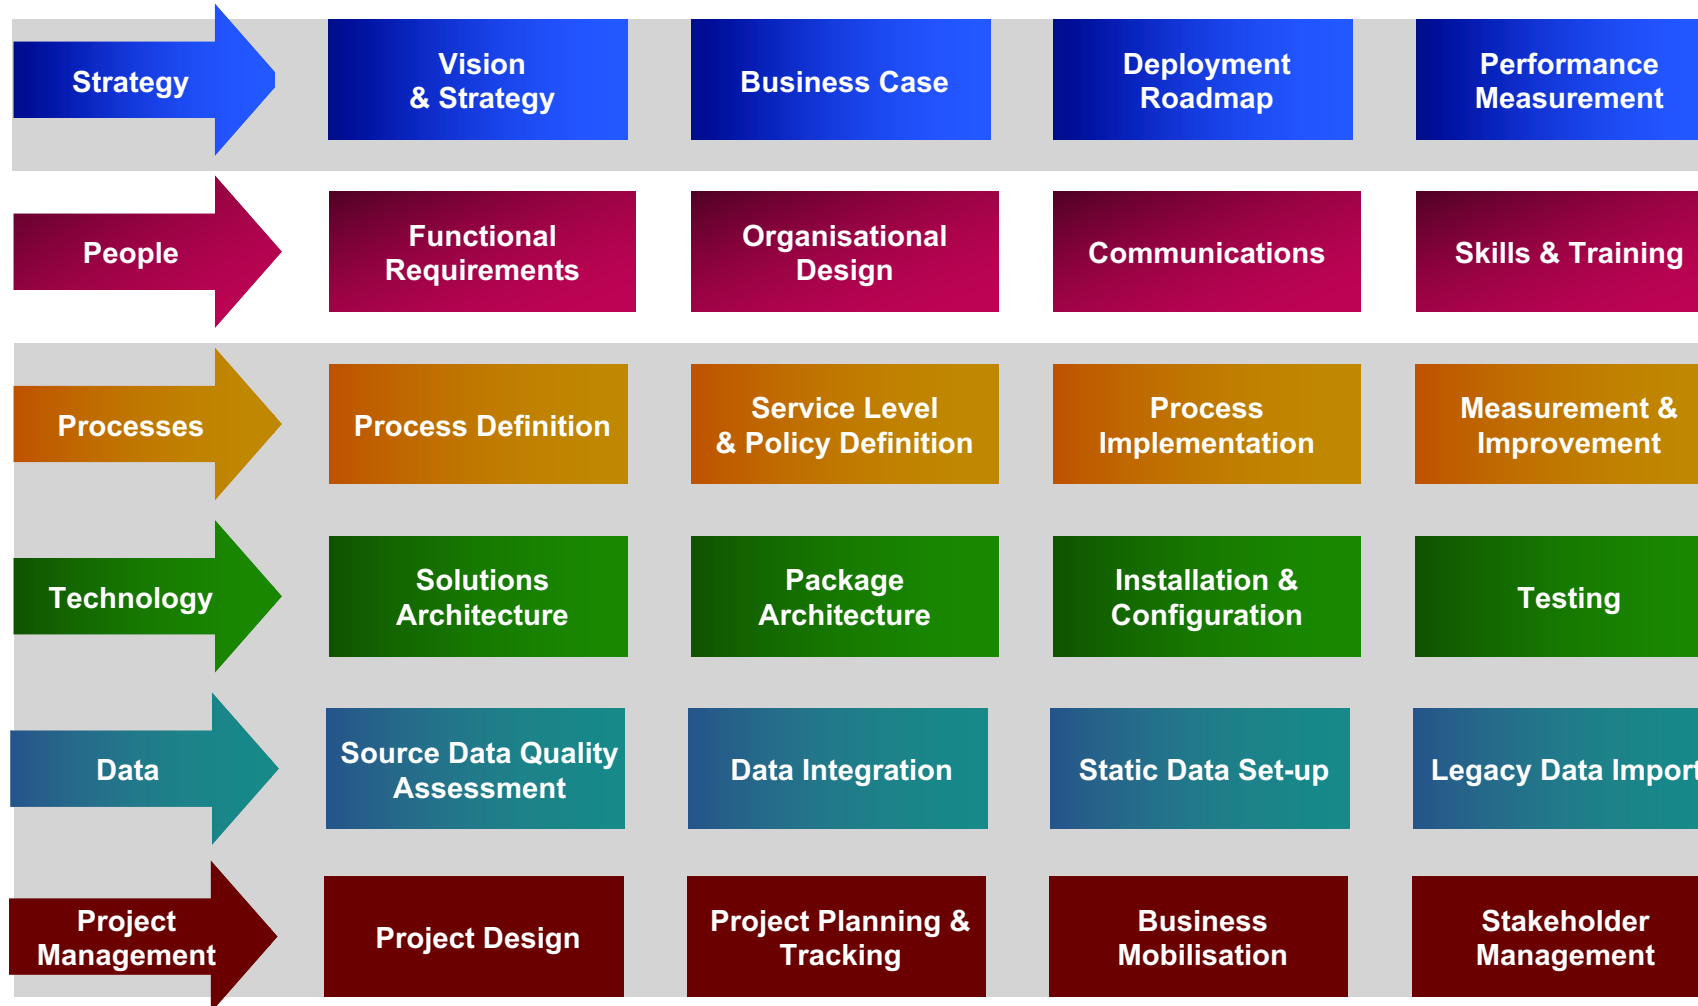 Strategy
Vision
& Strategy
Business Case
Deployment
Roadmap
Performance
Measurement
People
Functional
Requirements
Organisational
Design
Communications
Skills & Training
Processes
Process Definition
Service Level
& Policy Definition
Process
Implementation
Measurement &
Improvement
Technology
Solutions
Architecture
Package
Architecture
Installation &
Configuration
Testing
Data
Source Data Quality
Assessment
Data Integration
Static Data Set-up
Legacy Data Import
Project
Management
Project Design
Project Planning &
Tracking
Business
Mobilisation
Stakeholder
Management